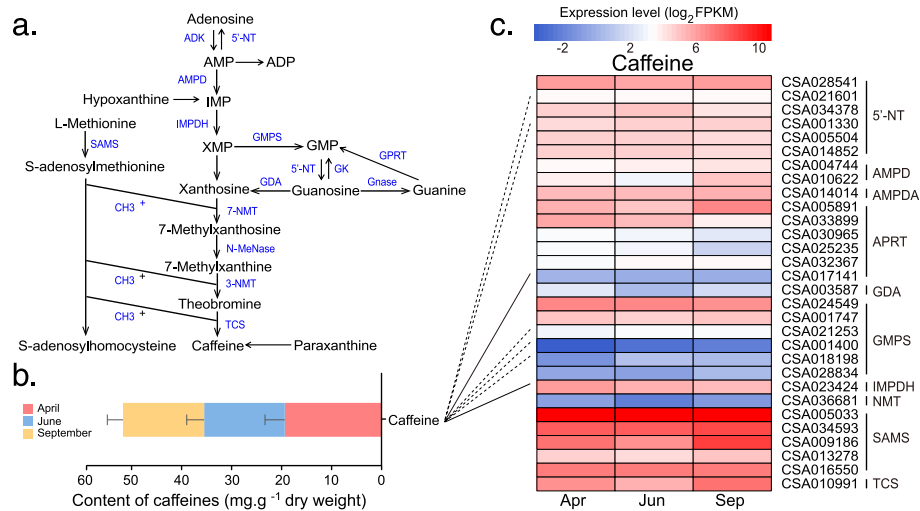 a.
Adenosine
ADK 5'-NT
AMP ADP
AMPD
Hypoxanthine IMP
L-Methionine IMPDH
SAMS XMP GMPS GMP GPRT
S-adenosylmethionine 5'-NT GK
Xanthosine GDA Guanosine Gnase Guanine
CH3 + 7-NMT
7-Methylxanthosine
N-MeNase
7-Methylxanthine
CH3 + 3-NMT
Theobromine
CH3 + TCS
S-adenosylhomocysteine Caffeine Paraxanthine
b.
April
June
September
Caffeine
60 50 40 30 20 10 0
Content of caffeines (mg.g -1 dry weight)
c.
Expression level (log2FPKM)
-2 2 6 10
Caffeine
CSA028541
CSA021601
CSA034378
CSA001330
CSA005504
CSA014852
5'-NT
CSA004744
CSA010622
AMPD
CSA014014
AMPDA
CSA005891
CSA033899
CSA030965
CSA025235
CSA032367
CSA017141
APRT
CSA003587
GDA
CSA024549
CSA001747
CSA021253
CSA001400
CSA018198
CSA028834
GMPS
CSA023424
IMPDH
CSA036681
NMT
CSA005033
CSA034593
CSA009186
CSA013278
CSA016550
SAMS
CSA010991
TCS
Apr Jun Sep